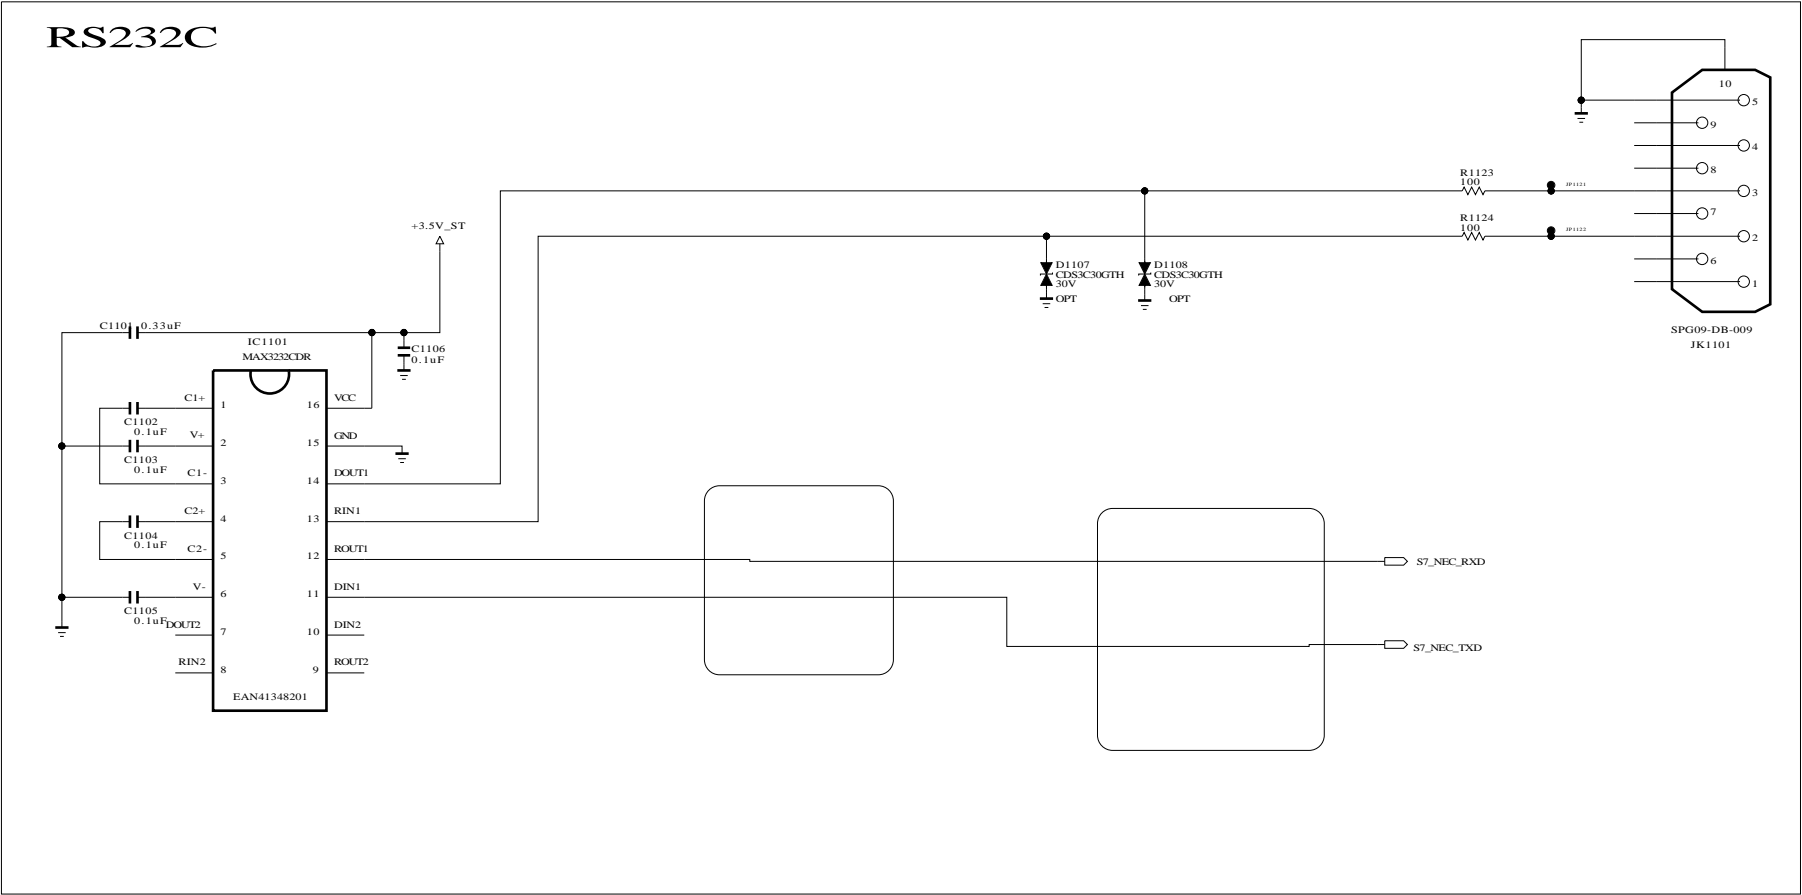 RS232C
10
5
9
4
8
3
7
2
6
1
SPG09-DB-009
JK1101
R1123
100
JP1121
R1124
100
JP1122
+3.5V_ST
D1107
CDS3C30GTH
30V
OPT
D1108
CDS3C30GTH
30V
OPT
C1101 0.33uF
C1106
0.1uF
IC1101
MAX3232CDR
C1+ 1 16 VCC
C1102
0.1uF
V+ 2 15 GND
C1103
0.1uF
C1- 3 14 DOUT1
C2+ 4 13 RIN1
C1104
0.1uF
C2- 5 12 ROUT1
V- 6 11 DIN1
C1105
0.1uF
DOUT2 7 10 DIN2
RIN2 8 9 ROUT2
EAN41348201
S7_NEC_RXD
S7_NEC_TXD